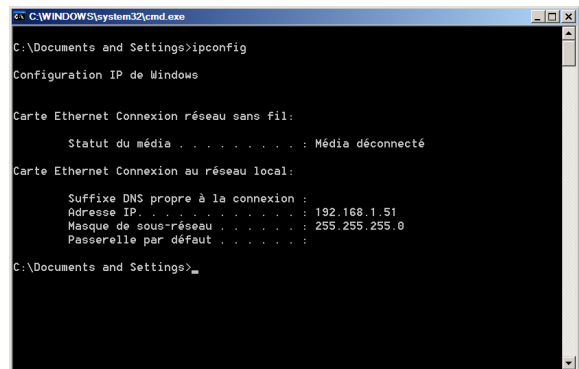 C:\WINDOWS\system32\cmd.exe
C:\Documents and Settings>ipconfig
Configuration IP de Windows
Carte Ethernet Connexion réseau sans fil:
Statut du média . . . . . . . . . : Média déconnecté
Carte Ethernet Connexion au réseau local:
Suffixe DNS propre à la connexion :
Adresse IP. . . . . . . . . . . . : 192.168.1.51
Masque de sous-réseau . . . . . . : 255.255.255.0
Passerelle par défaut . . . . . . :
C:\Documents and Settings>_